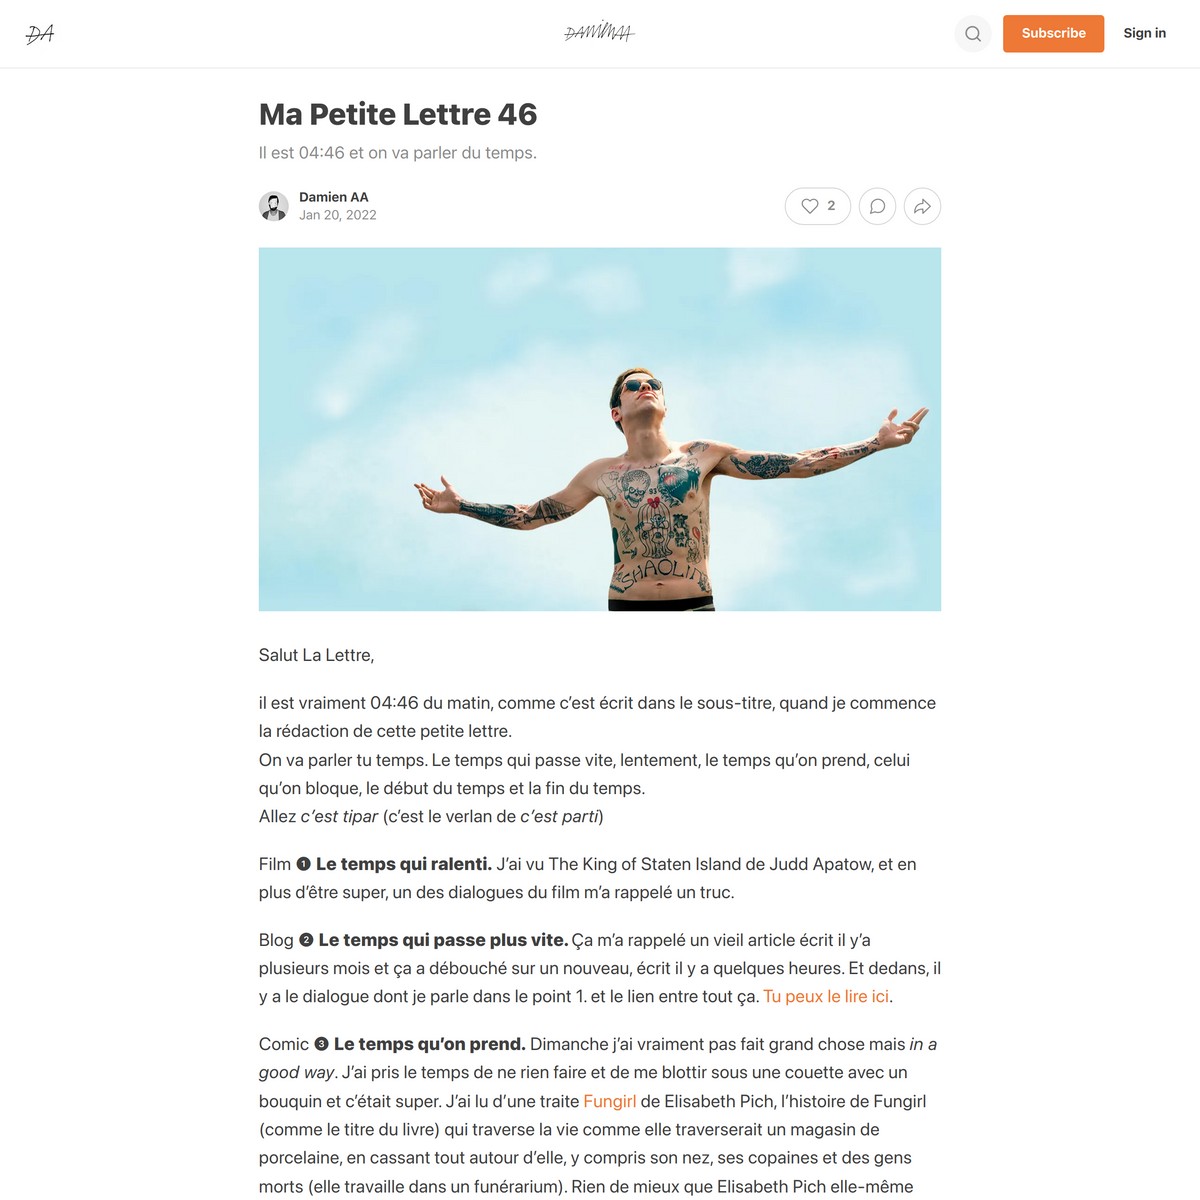 DA
DAMIMAA
Subscribe
Sign in
Ma Petite Lettre 46
Il est 04:46 et on va parler du temps.
Damien AA
Jan 20, 2022
2
93
SHAOLIN
Salut La Lettre,
il est vraiment 04:46 du matin, comme c’est écrit dans le sous-titre, quand je commence
la rédaction de cette petite lettre.
On va parler tu temps. Le temps qui passe vite, lentement, le temps qu’on prend, celui
qu’on bloque, le début du temps et la fin du temps.
Allez c’est tipar (c’est le verlan de c’est parti)
Film ❶ Le temps qui ralenti. J’ai vu The King of Staten Island de Judd Apatow, et en
plus d’être super, un des dialogues du film m’a rappelé un truc.
Blog ❷ Le temps qui passe plus vite. Ça m’a rappelé un vieil article écrit il y’a
plusieurs mois et ça a débouché sur un nouveau, écrit il y a quelques heures. Et dedans, il
y a le dialogue dont je parle dans le point 1. et le lien entre tout ça. Tu peux le lire ici.
Comic ❸ Le temps qu’on prend. Dimanche j’ai vraiment pas fait grand chose mais in a
good way. J’ai pris le temps de ne rien faire et de me blottir sous une couette avec un
bouquin et c’était super. J’ai lu d’une traite Fungirl de Elisabeth Pich, l’histoire de Fungirl
(comme le titre du livre) qui traverse la vie comme elle traverserait un magasin de
porcelaine, en cassant tout autour d’elle, y compris son nez, ses copaines et des gens
morts (elle travaille dans un funérarium). Rien de mieux que Elisabeth Pich elle-même